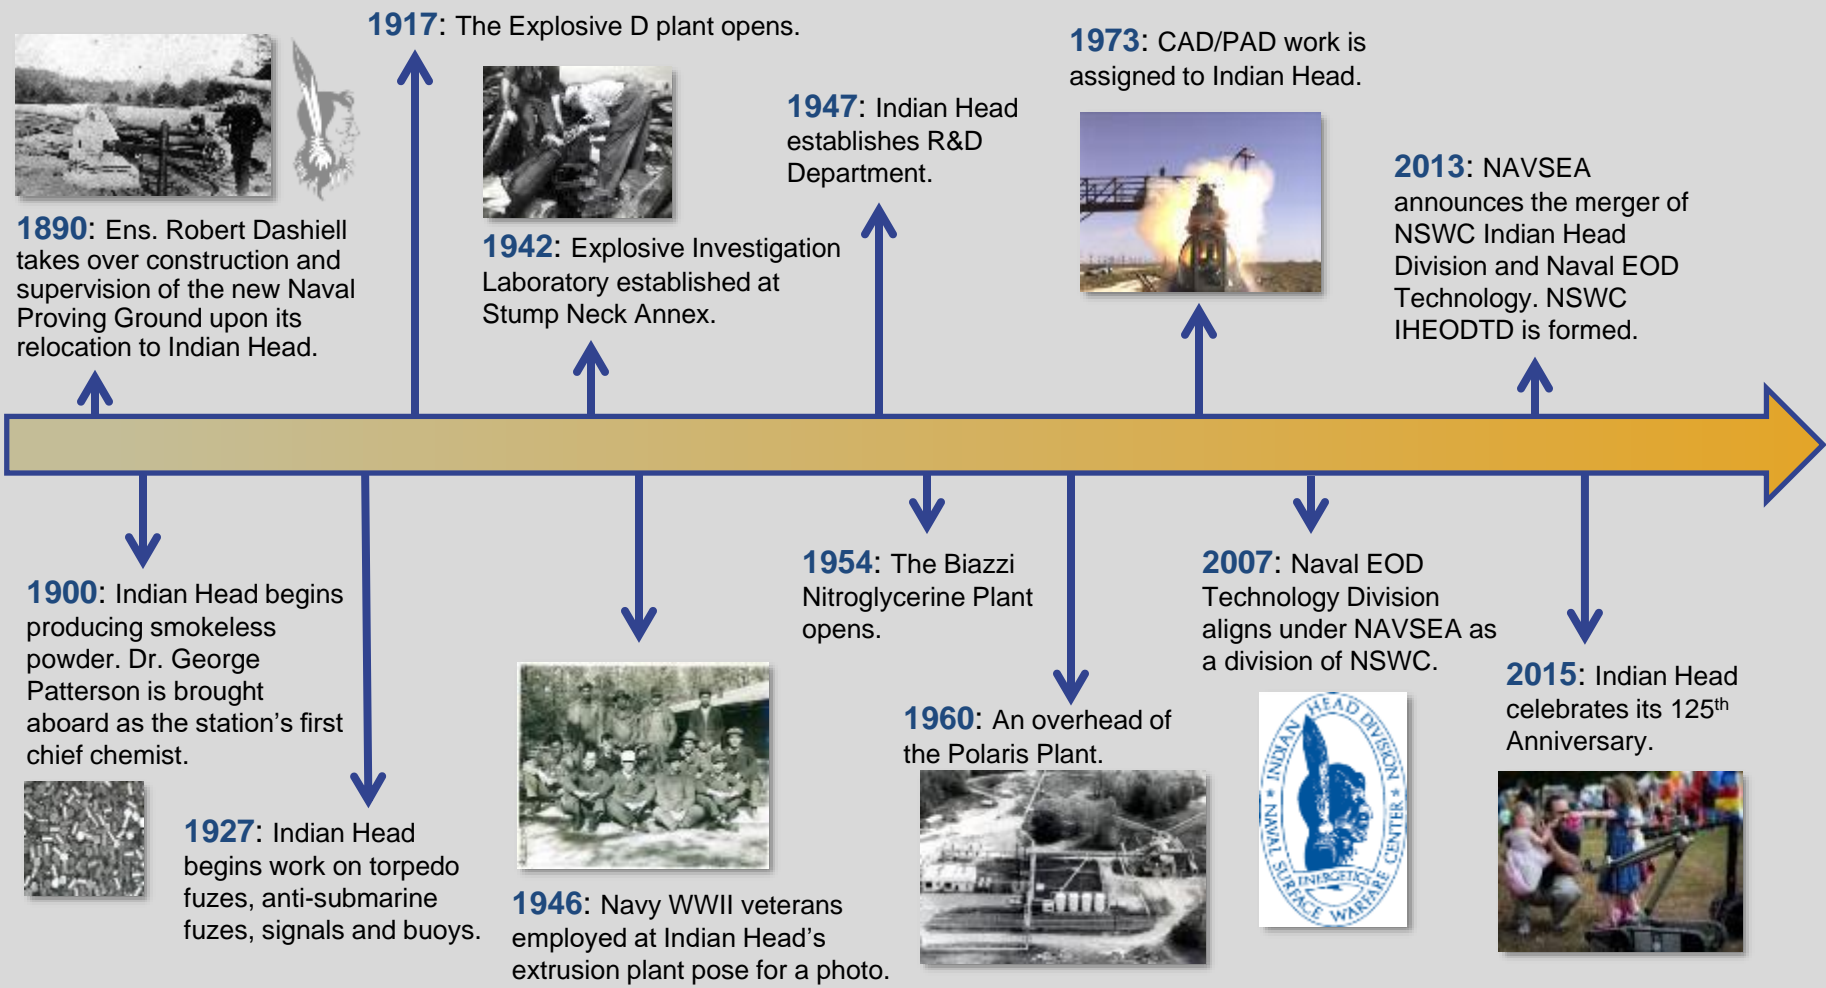 1917: The Explosive D plant opens.
1973: CAD/PAD work is
assigned to Indian Head.
1947: Indian Head
establishes R&D
Department.
2013: NAVSEA
announces the merger of
NSWC Indian Head
Division and Naval EOD
Technology. NSWC
IHEODTD is formed.
1890: Ens. Robert Dashiell
takes over construction and
supervision of the new Naval
Proving Ground upon its
relocation to Indian Head.
1942: Explosive Investigation
Laboratory established at
Stump Neck Annex.
1900: Indian Head begins
producing smokeless
powder. Dr. George
Patterson is brought
aboard as the station’s first
chief chemist.
1927: Indian Head
begins work on torpedo
fuzes, anti-submarine
fuzes, signals and buoys.
1946: Navy WWII veterans
employed at Indian Head’s
extrusion plant pose for a photo.
1954: The Biazzi
Nitroglycerine Plant
opens.
1960: An overhead of
the Polaris Plant.
2007: Naval EOD
Technology Division
aligns under NAVSEA as
a division of NSWC.
INDIAN HEAD DIVISION
ENERGETICS
NAVAL SURFACE WARFARE CENTER
2015: Indian Head
celebrates its 125th
Anniversary.